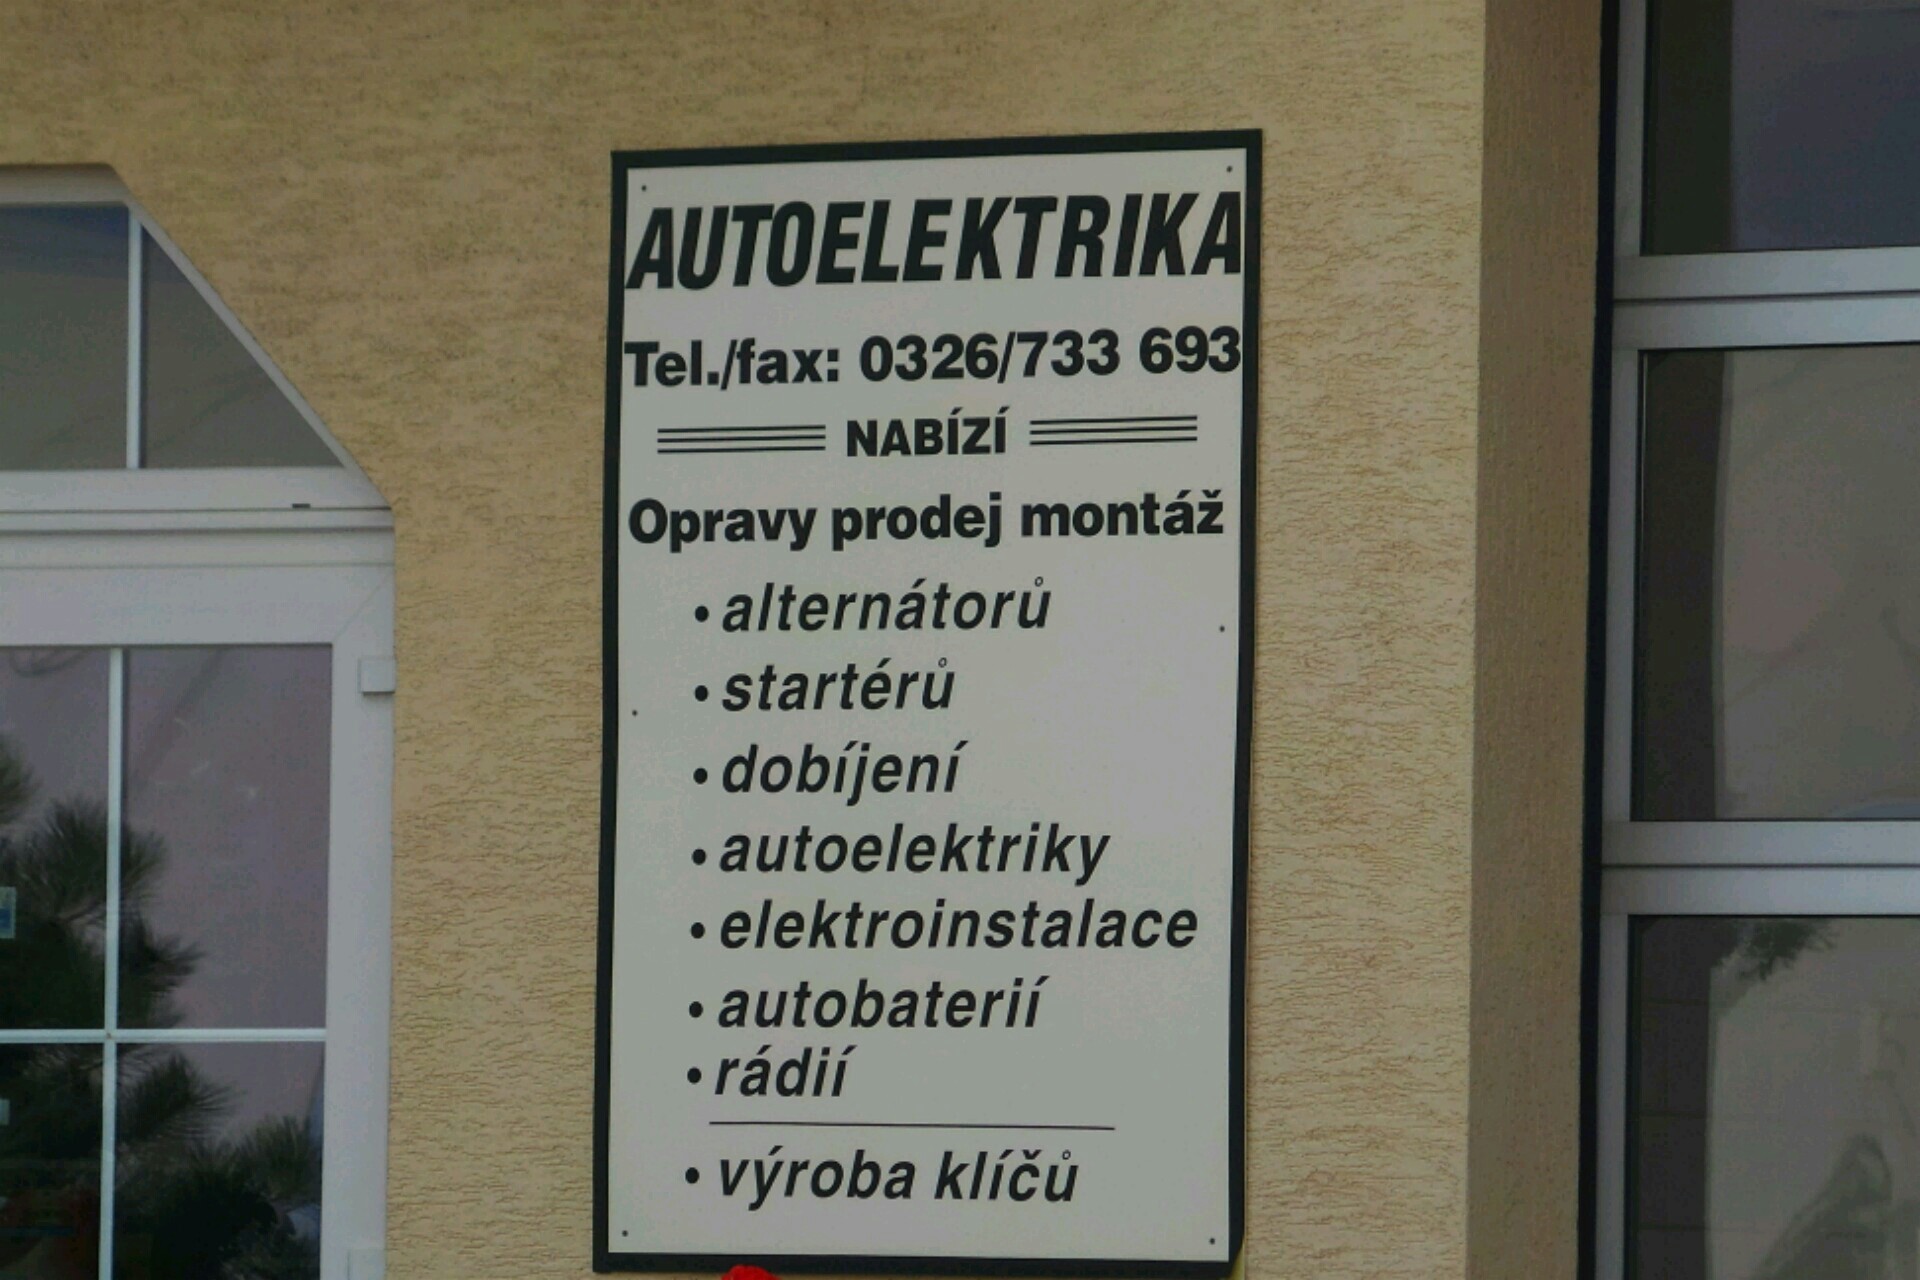 AUTOELEKTRIKA
Tel./fax: 0326/733 693
NABÍZÍ
Opravy prodej montáž
• alternátorů
• startérů
• dobíjení
• autoelektriky
• elektroinstalace
• autobaterií
• rádií
• výroba klíčů